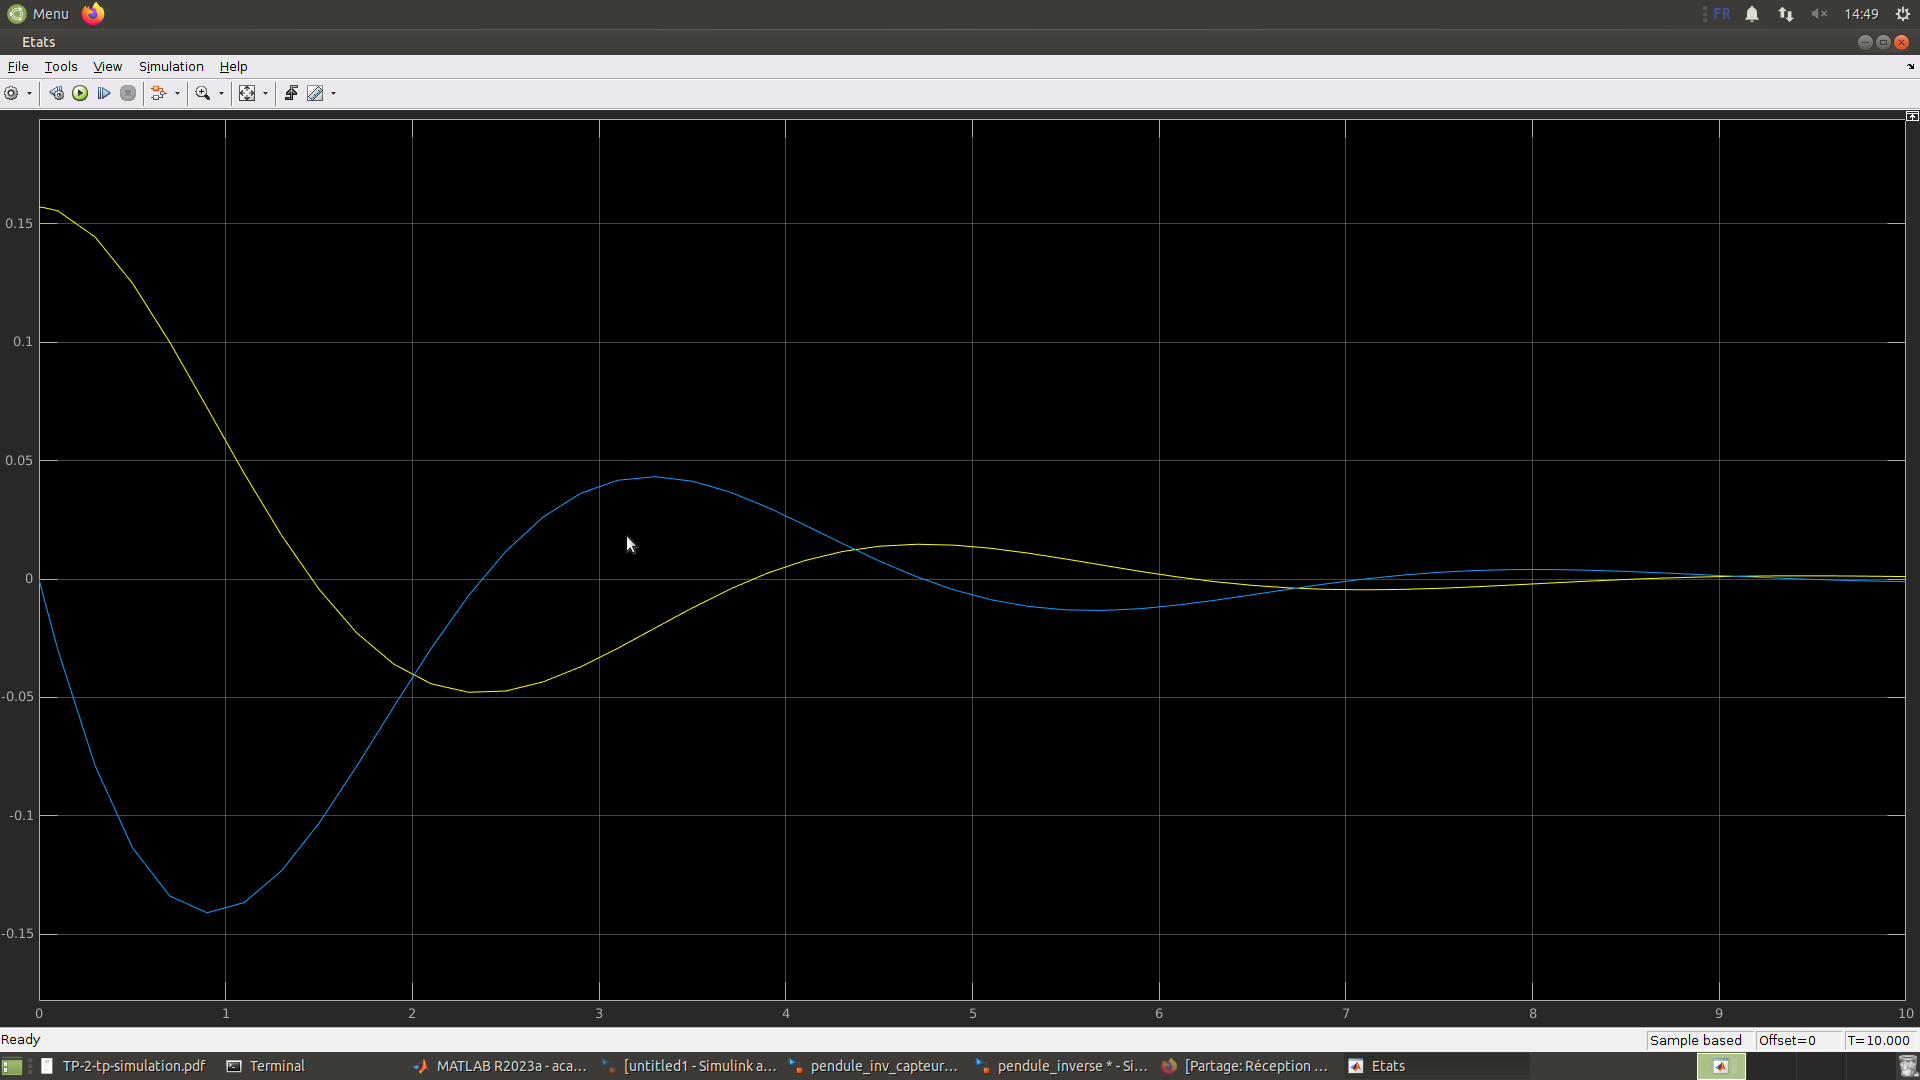 Menu FR 14:49
Etats
File Tools View Simulation Help
0.15
0.1
0.05
0
-0.05
-0.1
-0.15
0 1 2 3 4 5 6 7 8 9 10
Ready Sample based Offset=0 T=10.000
TP-2-tp-simulation.pdf Terminal MATLAB R2023a - aca... [untitled1 - Simulink a... pendule_inv_capteur... pendule_inverse * - Si... [Partage: Réception ... Etats